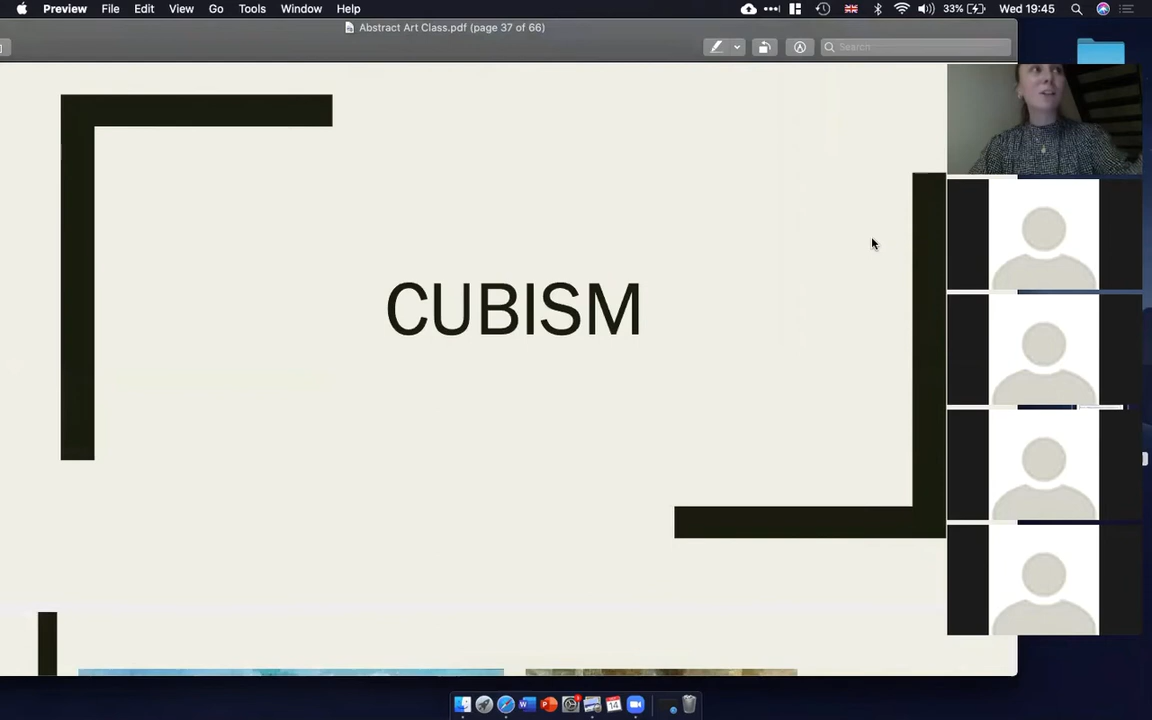 Preview File Edit View Go Tools Window Help 33% Wed 19:45
Abstract Art Class.pdf (page 37 of 66)
Search
CUBISM
14